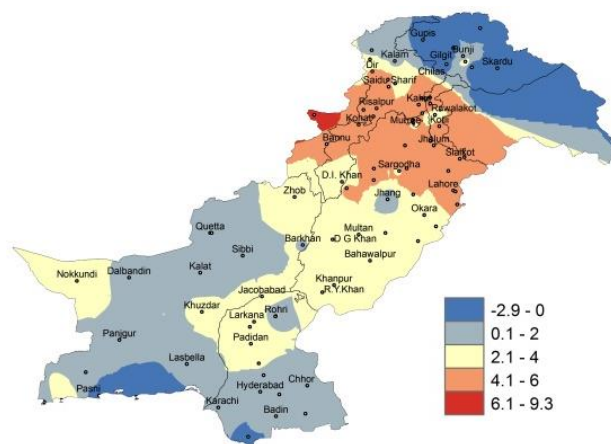 Gupis
Bunji
Kalam
Gilgit
Skardu
Dir
Chilas
Saidu Sharif
Kakul
Risalpur
Rawalakot
Kohat
Kotli
Bannu
Jhelum
Sialkot
Sargodha
D.I. Khan
Lahore
Zhob
Jhang
Okara
Quetta
Multan
Barkhan
D G Khan
Sibbi
Bahawalpur
Kalat
Nokkundi
Dalbandin
Khanpur
Jacobabad
R.Y.Khan
Khuzdar
Rohri
Larkana
Panjgur
Padidan
Lasbella
Pasni
Hyderabad
Chhor
Karachi
Badin
-2.9 - 0
0.1 - 2
2.1 - 4
4.1 - 6
6.1 - 9.3